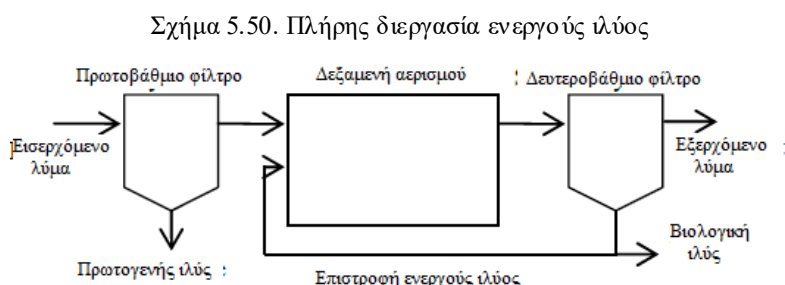 Σχήμα 5.50. Πλήρης διεργασία ενεργούς ιλύος
Πρωτοβάθμιο φίλτρο
Δεξαμενή αερισμού
Δευτεροβάθμιο φίλτρο
Εισερχόμενο
λύμα
Εξερχόμενο
λύμα
Πρωτογενής ιλύς
Επιστροφή ενεργούς ιλύος
Βιολογική
ιλύς